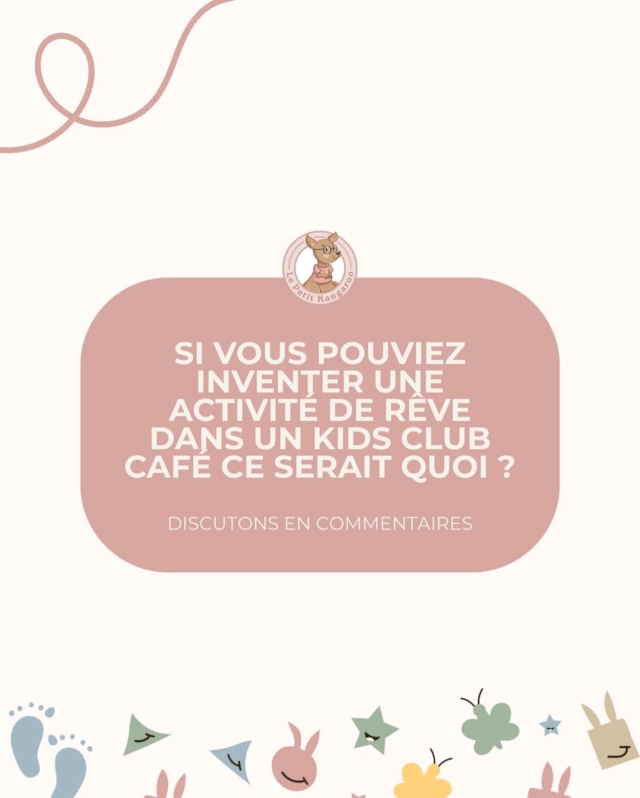 Le Petit Kangaroo
SI VOUS POUVIEZ
INVENTER UNE
ACTIVITÉ DE RÊVE
DANS UN KIDS CLUB
CAFÉ CE SERAIT QUOI ?
DISCUTONS EN COMMENTAIRES